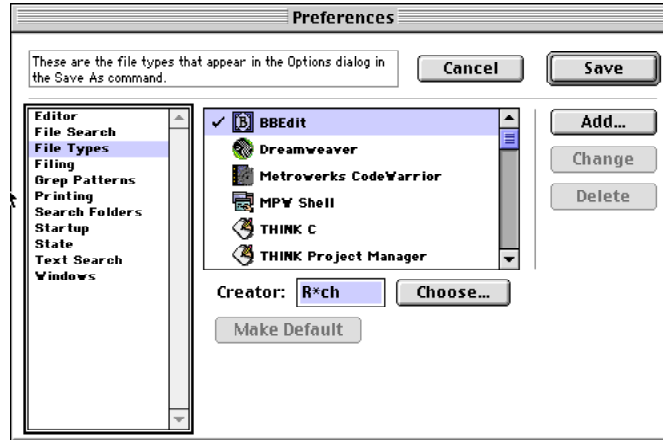 Preferences
These are the file types that appear in the Options dialog in
the Save As command.
Cancel
Save
Editor
File Search
File Types
Filing
Grep Patterns
Printing
Search Folders
Startup
State
Text Search
Windows
✓ BBEdit
Dreamweaver
Metrowerks CodeWarrior
MPW Shell
THINK C
THINK Project Manager
Add...
Change
Delete
Creator: R*ch
Choose...
Make Default